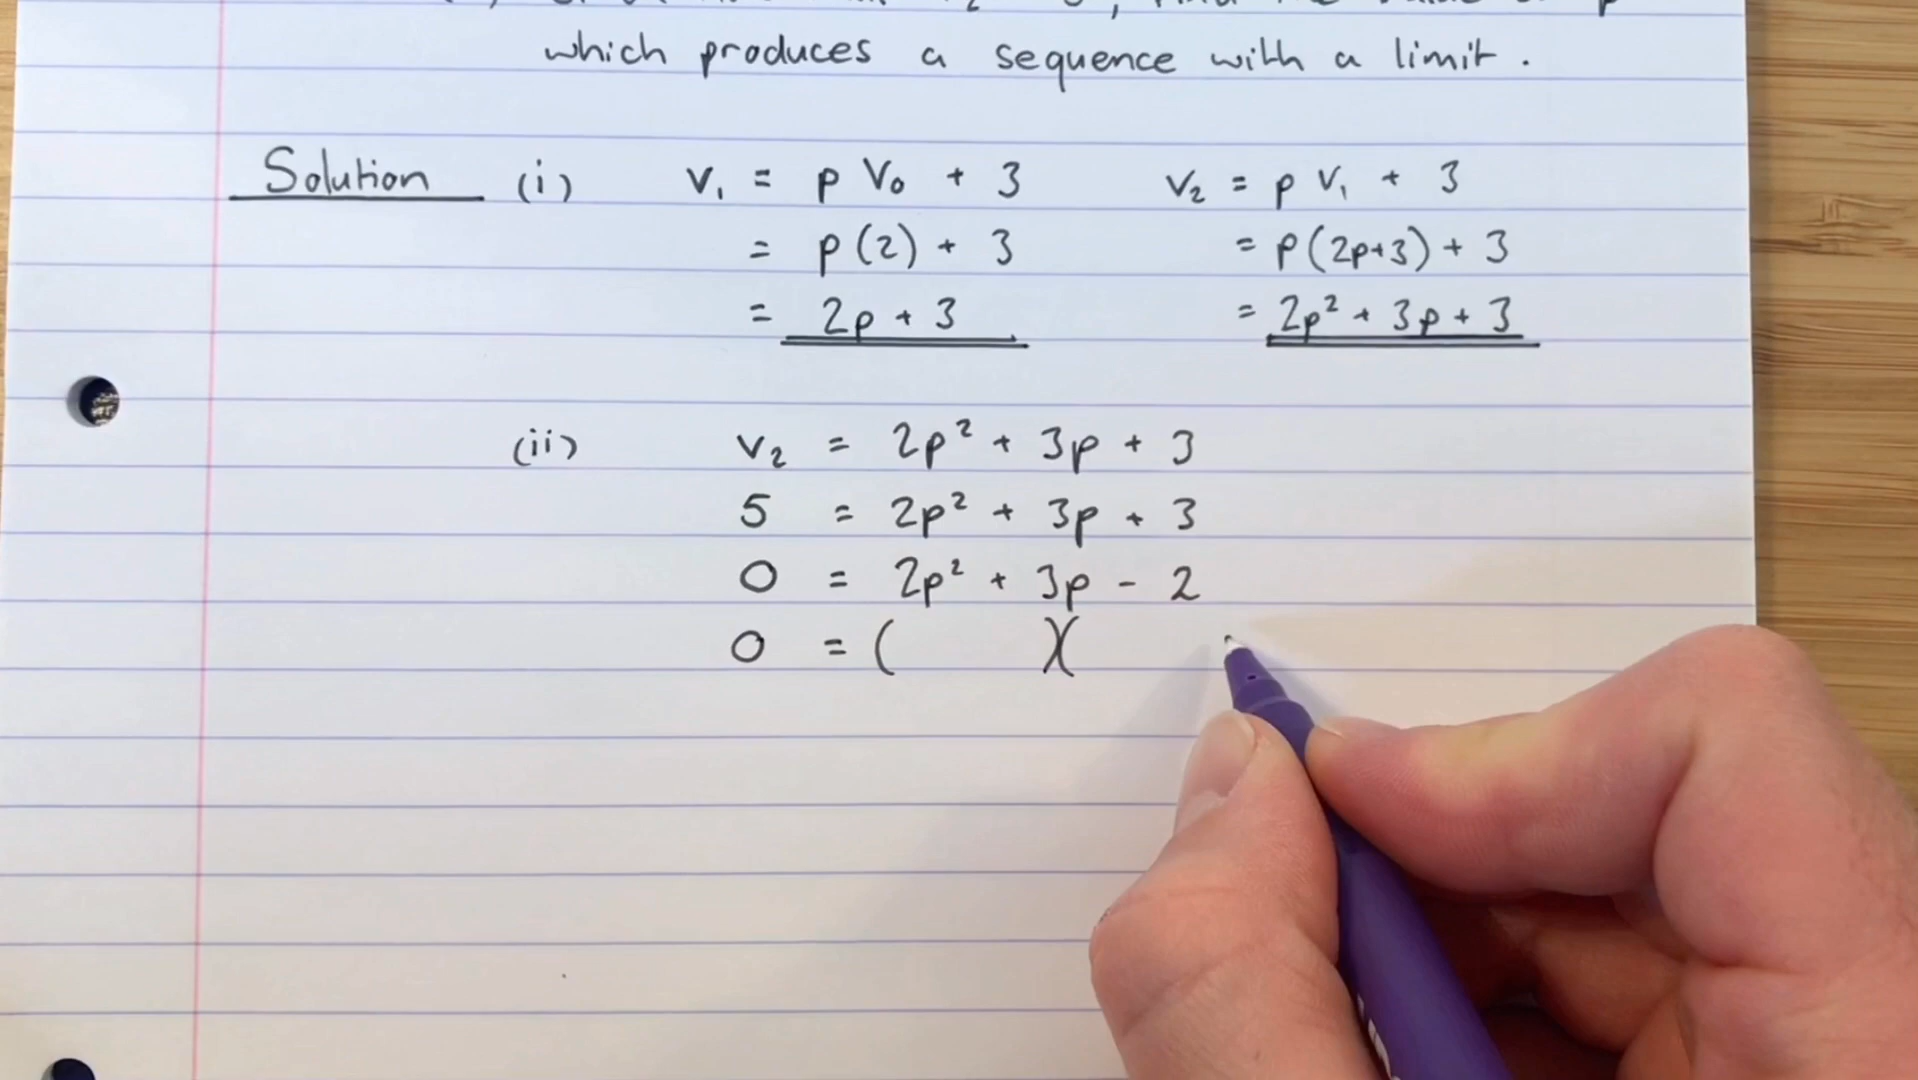 which produces a sequence with a limit.
Solution (i) V₁ = p V₀ + 3
= p(2) + 3
= 2p + 3
V₂ = p V₁ + 3
= p(2p+3) + 3
= 2p² + 3p + 3
(ii) V₂ = 2p² + 3p + 3
5 = 2p² + 3p + 3
0 = 2p² + 3p - 2
0 = ( )(